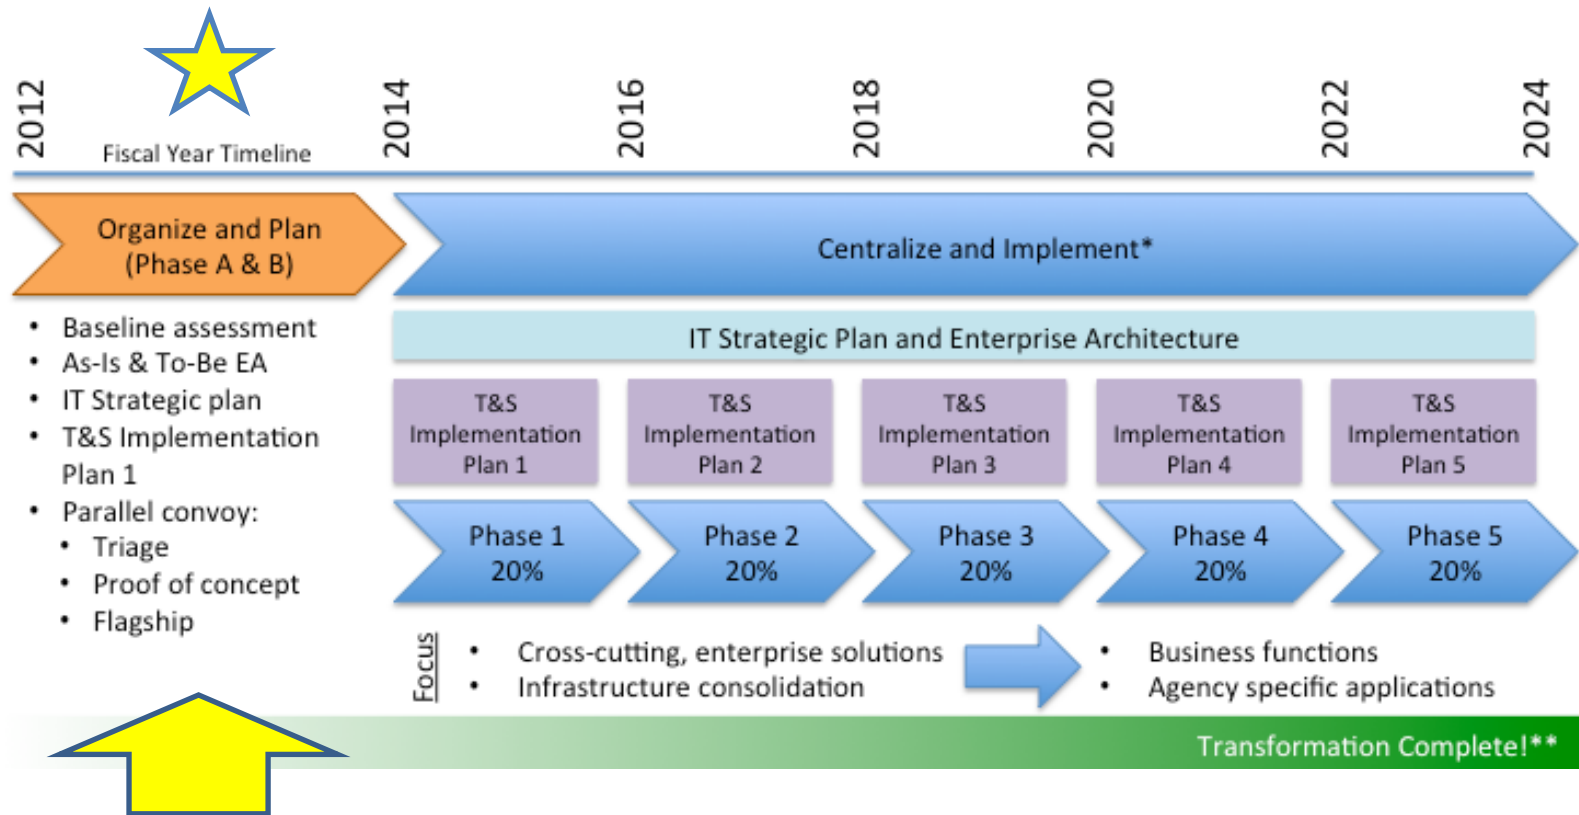 2012
2014
2016
2018
2020
2022
2024
Fiscal Year Timeline
Organize and Plan
(Phase A & B)
Centralize and Implement*
• Baseline assessment
• As-Is & To-Be EA
• IT Strategic plan
• T&S Implementation
Plan 1
• Parallel convoy:
• Triage
• Proof of concept
• Flagship
IT Strategic Plan and Enterprise Architecture
T&S
Implementation
Plan 1
T&S
Implementation
Plan 2
T&S
Implementation
Plan 3
T&S
Implementation
Plan 4
T&S
Implementation
Plan 5
Phase 1
20%
Phase 2
20%
Phase 3
20%
Phase 4
20%
Phase 5
20%
Focus
• Cross-cutting, enterprise solutions
• Infrastructure consolidation
• Business functions
• Agency specific applications
Transformation Complete!**